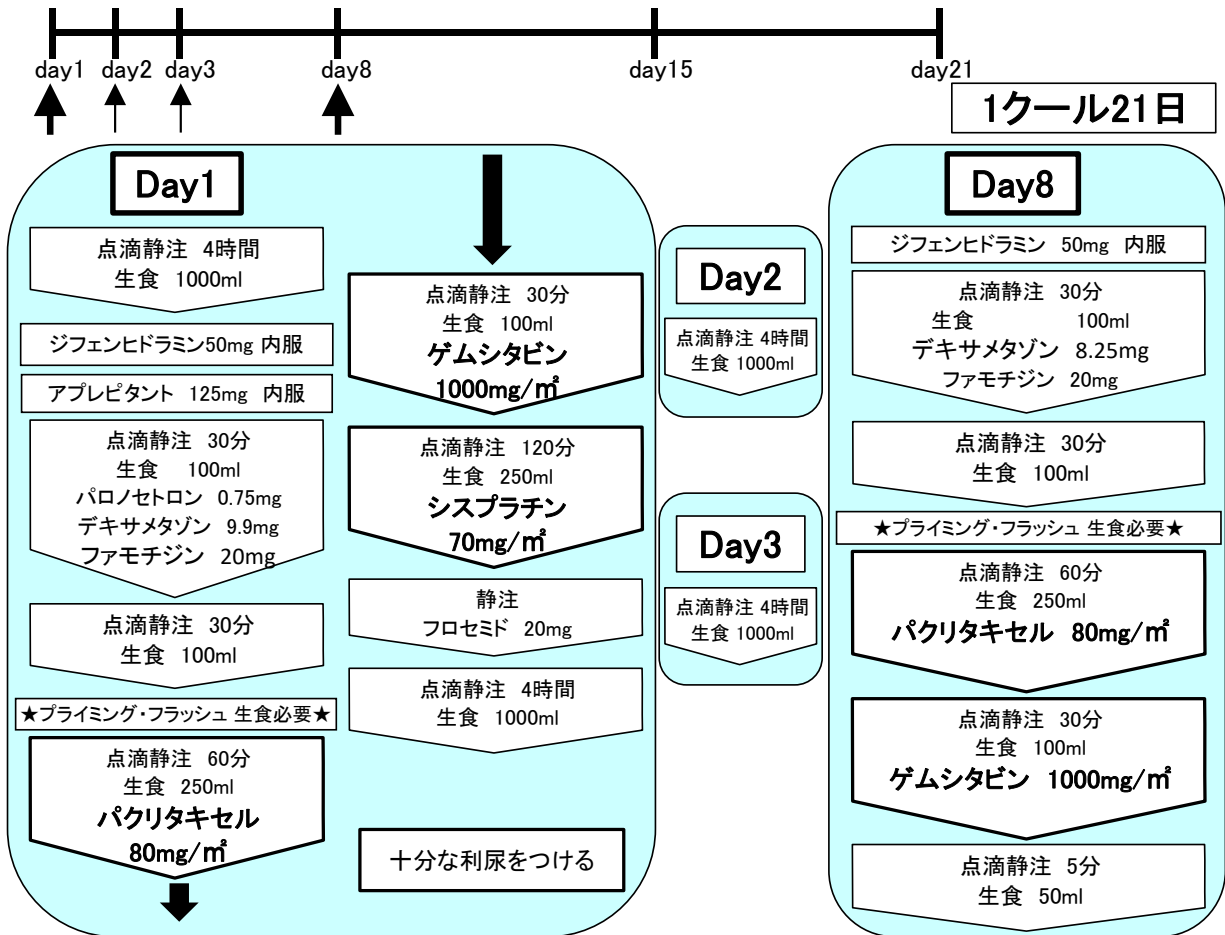 day1 day2 day3 day8 day15 day21
1クール21日
Day1
点滴静注 4時間
生食 1000ml
ジフェンヒドラミン50mg 内服
アプレピタント 125mg 内服
点滴静注 30分
生食 100ml
パロノセトロン 0.75mg
デキサメタゾン 9.9mg
ファモチジン 20mg
点滴静注 30分
生食 100ml
★プライミング・フラッシュ 生食必要★
点滴静注 60分
生食 250ml
パクリタキセル
80mg/㎡
点滴静注 30分
生食 100ml
ゲムシタビン
1000mg/㎡
点滴静注 120分
生食 250ml
シスプラチン
70mg/㎡
静注
フロセミド 20mg
点滴静注 4時間
生食 1000ml
十分な利尿をつける
Day2
点滴静注 4時間
生食 1000ml
Day3
点滴静注 4時間
生食 1000ml
Day8
ジフェンヒドラミン 50mg 内服
点滴静注 30分
生食 100ml
デキサメタゾン 8.25mg
ファモチジン 20mg
点滴静注 30分
生食 100ml
★プライミング・フラッシュ 生食必要★
点滴静注 60分
生食 250ml
パクリタキセル 80mg/㎡
点滴静注 30分
生食 100ml
ゲムシタビン 1000mg/㎡
点滴静注 5分
生食 50ml